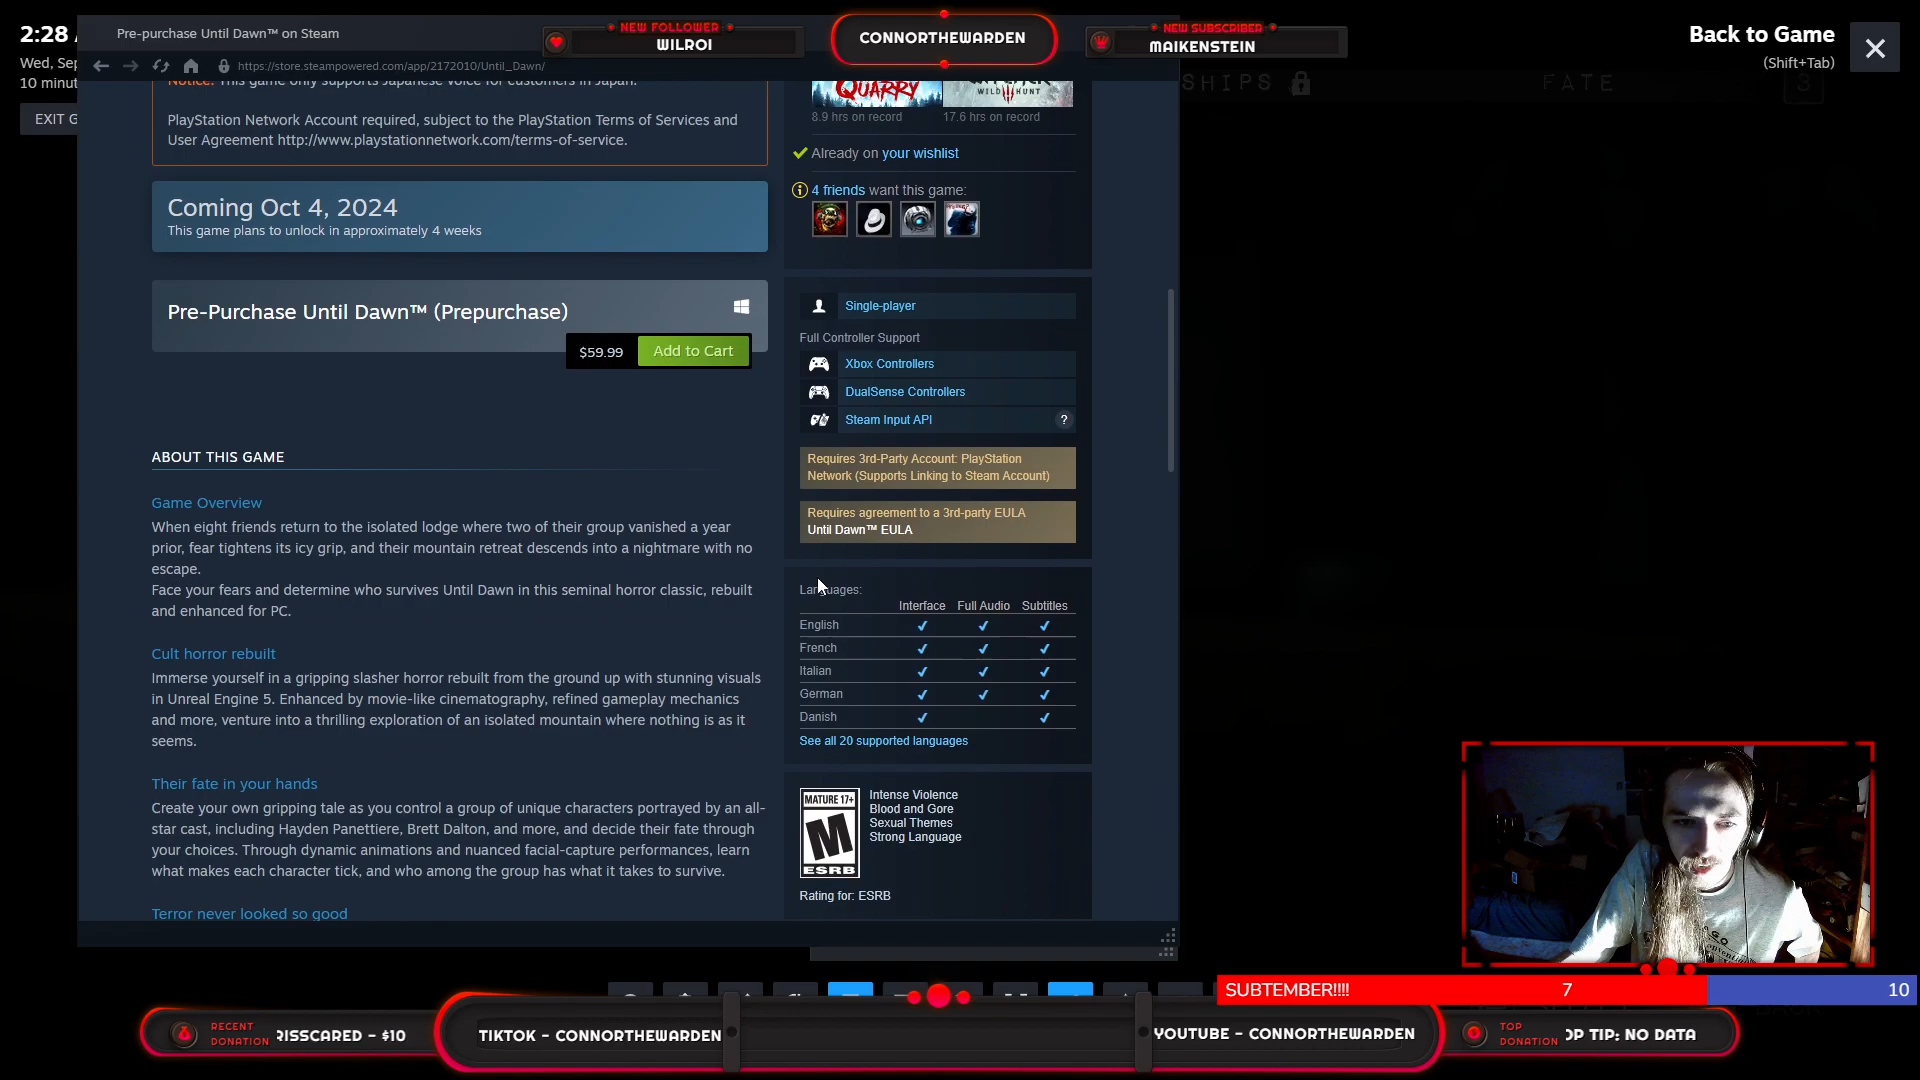 2:28
Wed, Sep
10 minut
EXIT G
Pre-purchase Until Dawn™ on Steam
https://store.steampowered.com/app/2172010/Until_Dawn/
NEW FOLLOWER
WILROI
CONNORTHEWARDEN
NEW SUBSCRIBER
MAIKENSTEIN
Back to Game
(Shift+Tab)
SHIPS
FATE
3
Notice: This game only supports Japanese voice for customers in Japan.
PlayStation Network Account required, subject to the PlayStation Terms of Services and
User Agreement http://www.playstationnetwork.com/terms-of-service.
Coming Oct 4, 2024
This game plans to unlock in approximately 4 weeks
Pre-Purchase Until Dawn™ (Prepurchase)
$59.99
Add to Cart
ABOUT THIS GAME
Game Overview
When eight friends return to the isolated lodge where two of their group vanished a year
prior, fear tightens its icy grip, and their mountain retreat descends into a nightmare with no
escape.
Face your fears and determine who survives Until Dawn in this seminal horror classic, rebuilt
and enhanced for PC.
Cult horror rebuilt
Immerse yourself in a gripping slasher horror rebuilt from the ground up with stunning visuals
in Unreal Engine 5. Enhanced by movie-like cinematography, refined gameplay mechanics
and more, venture into a thrilling exploration of an isolated mountain where nothing is as it
seems.
Their fate in your hands
Create your own gripping tale as you control a group of unique characters portrayed by an all-
star cast, including Hayden Panettiere, Brett Dalton, and more, and decide their fate through
your choices. Through dynamic animations and nuanced facial-capture performances, learn
what makes each character tick, and who among the group has what it takes to survive.
Terror never looked so good
QUARRY
WILD HUNT
8.9 hrs on record
17.6 hrs on record
Already on your wishlist
4 friends want this game:
Single-player
Full Controller Support
Xbox Controllers
DualSense Controllers
Steam Input API
?
Requires 3rd-Party Account: PlayStation
Network (Supports Linking to Steam Account)
Requires agreement to a 3rd-party EULA
Until Dawn™ EULA
Languages:
Interface Full Audio Subtitles
English
French
Italian
German
Danish
See all 20 supported languages
MATURE 17+
M
ESRB
Intense Violence
Blood and Gore
Sexual Themes
Strong Language
Rating for: ESRB
SUBTEMBER!!!!
7
10
RECENT
DONATION
RISSCARED - $10
TIKTOK - CONNORTHEWARDEN
YOUTUBE - CONNORTHEWARDEN
TOP
DONATION
OP TIP: NO DATA